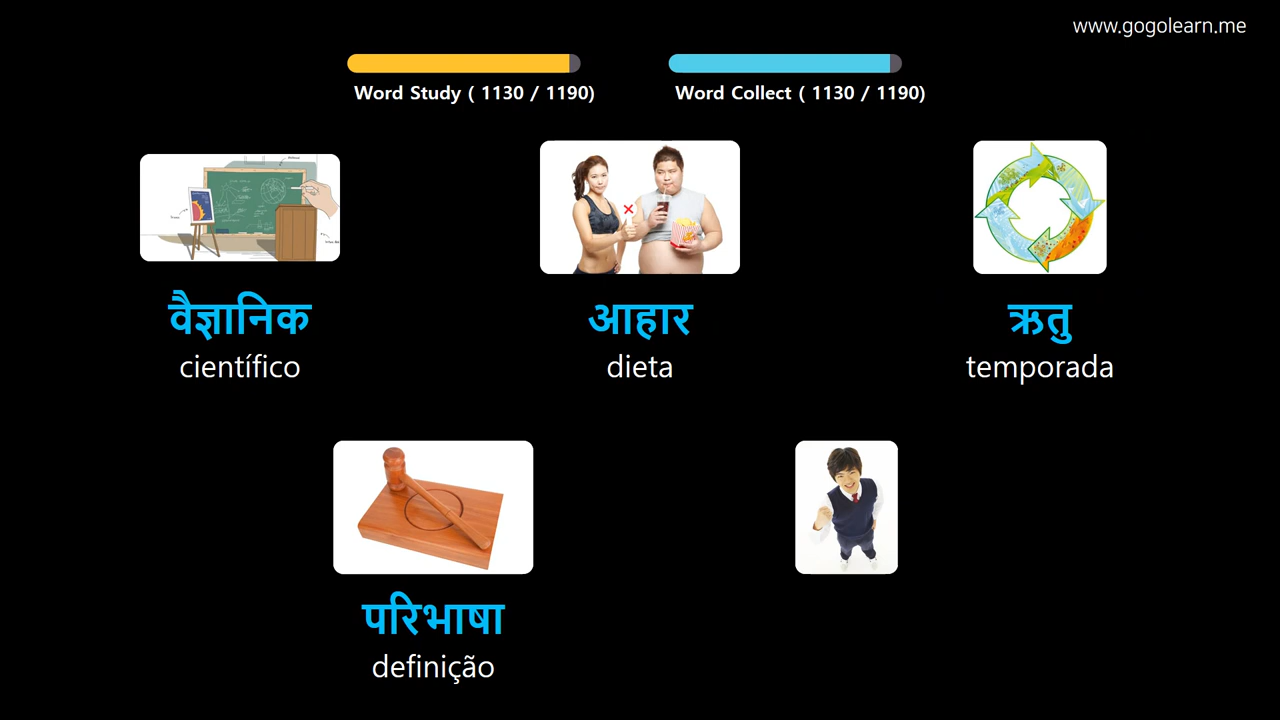 www.gogolearn.me
Word Study ( 1130 / 1190)
Word Collect ( 1130 / 1190)
वैज्ञानिक
científico
आहार
dieta
ऋतु
temporada
परिभाषा
definição